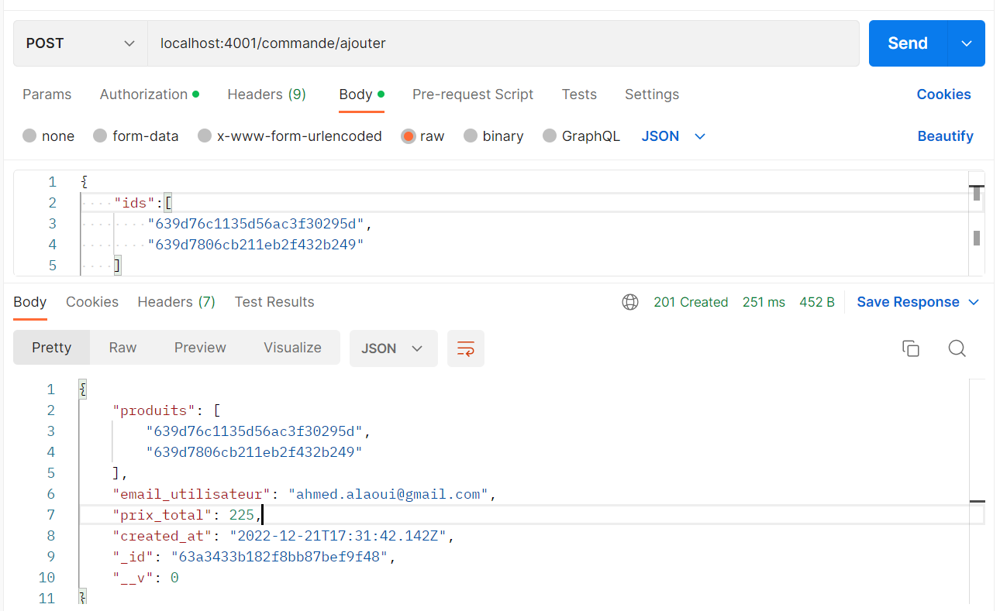 POST localhost:4001/commande/ajouter Send
Params Authorization Headers (9) Body Pre-request Script Tests Settings Cookies
none form-data x-www-form-urlencoded raw binary GraphQL JSON Beautify
1 {
2 "ids":[
3 "639d76c1135d56ac3f30295d",
4 "639d7806cb211eb2f432b249"
5 ]
Body Cookies Headers (7) Test Results 201 Created 251 ms 452 B Save Response
Pretty Raw Preview Visualize JSON
1 {
2 "produits": [
3 "639d76c1135d56ac3f30295d",
4 "639d7806cb211eb2f432b249"
5 ],
6 "email_utilisateur": "ahmed.alaoui@gmail.com",
7 "prix_total": 225,
8 "created_at": "2022-12-21T17:31:42.142Z",
9 "_id": "63a3433b182f8bb87bef9f48",
10 "__v": 0
11 }